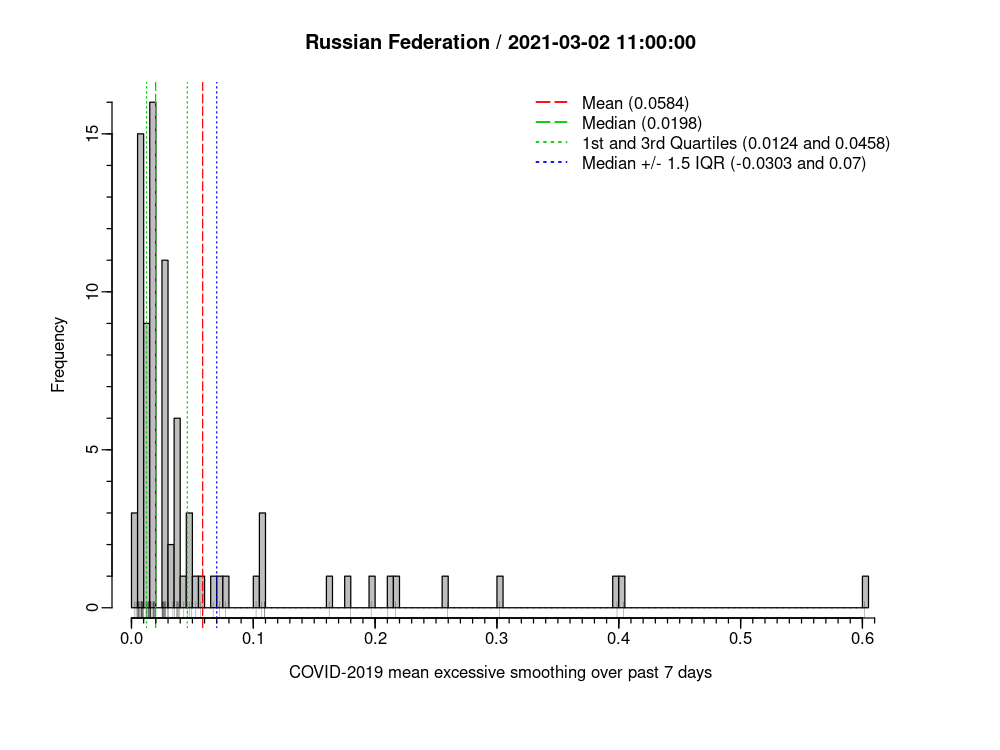 Russian Federation / 2021-03-02 11:00:00
Mean (0.0584)
Median (0.0198)
1st and 3rd Quartiles (0.0124 and 0.0458)
Median +/- 1.5 IQR (-0.0303 and 0.07)
Frequency
15
10
5
0
0.0 0.1 0.2 0.3 0.4 0.5 0.6
COVID-2019 mean excessive smoothing over past 7 days